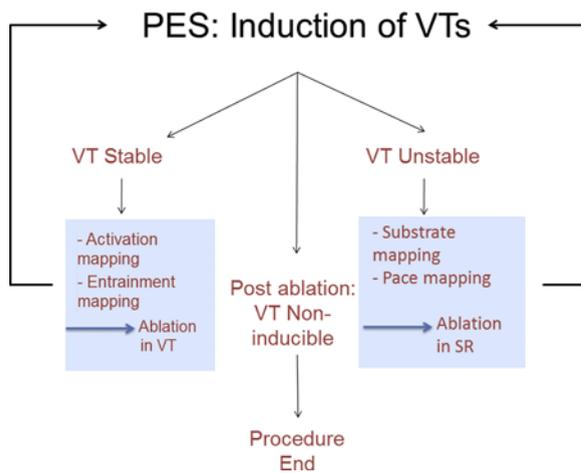 PES: Induction of VTs
VT Stable
- Activation
mapping
- Entrainment
mapping
Ablation
in VT
Post ablation:
VT Non-
inducible
Procedure
End
VT Unstable
- Substrate
mapping
- Pace mapping
Ablation
in SR